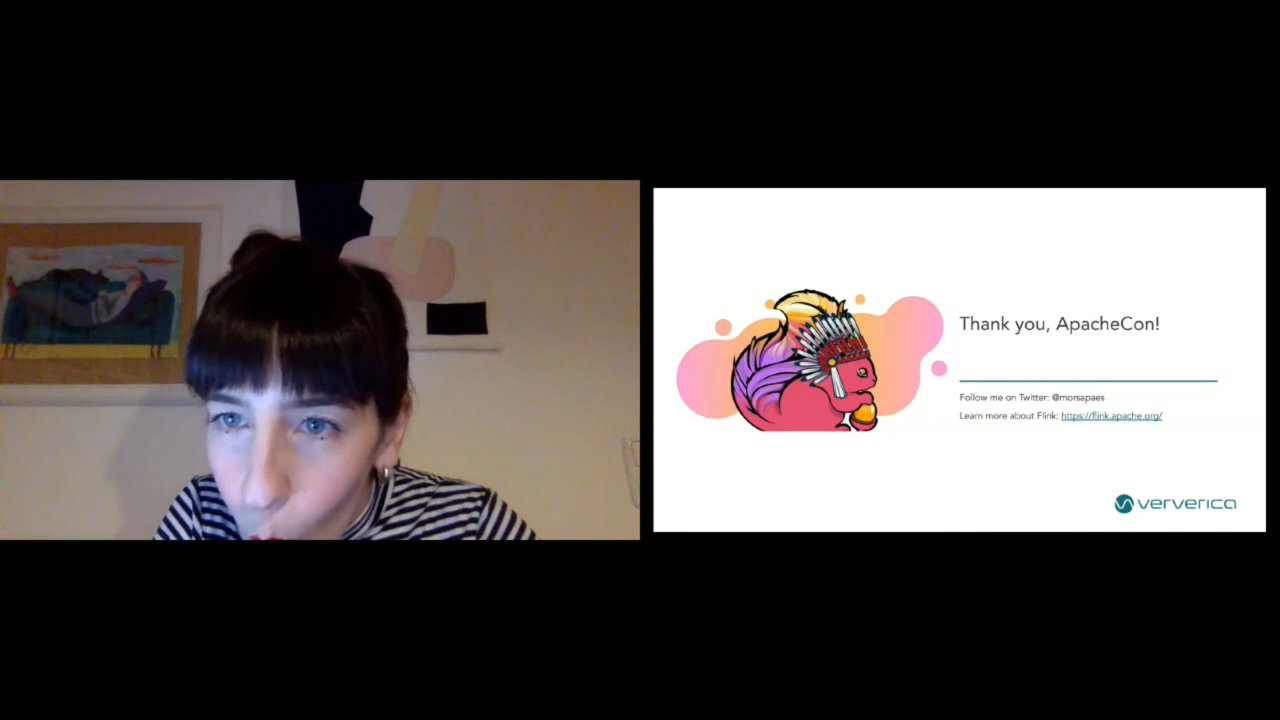 Thank you, ApacheCon!
Follow me on Twitter: @morsapaes
Learn more about Flink: https://flink.apache.org/
ververica